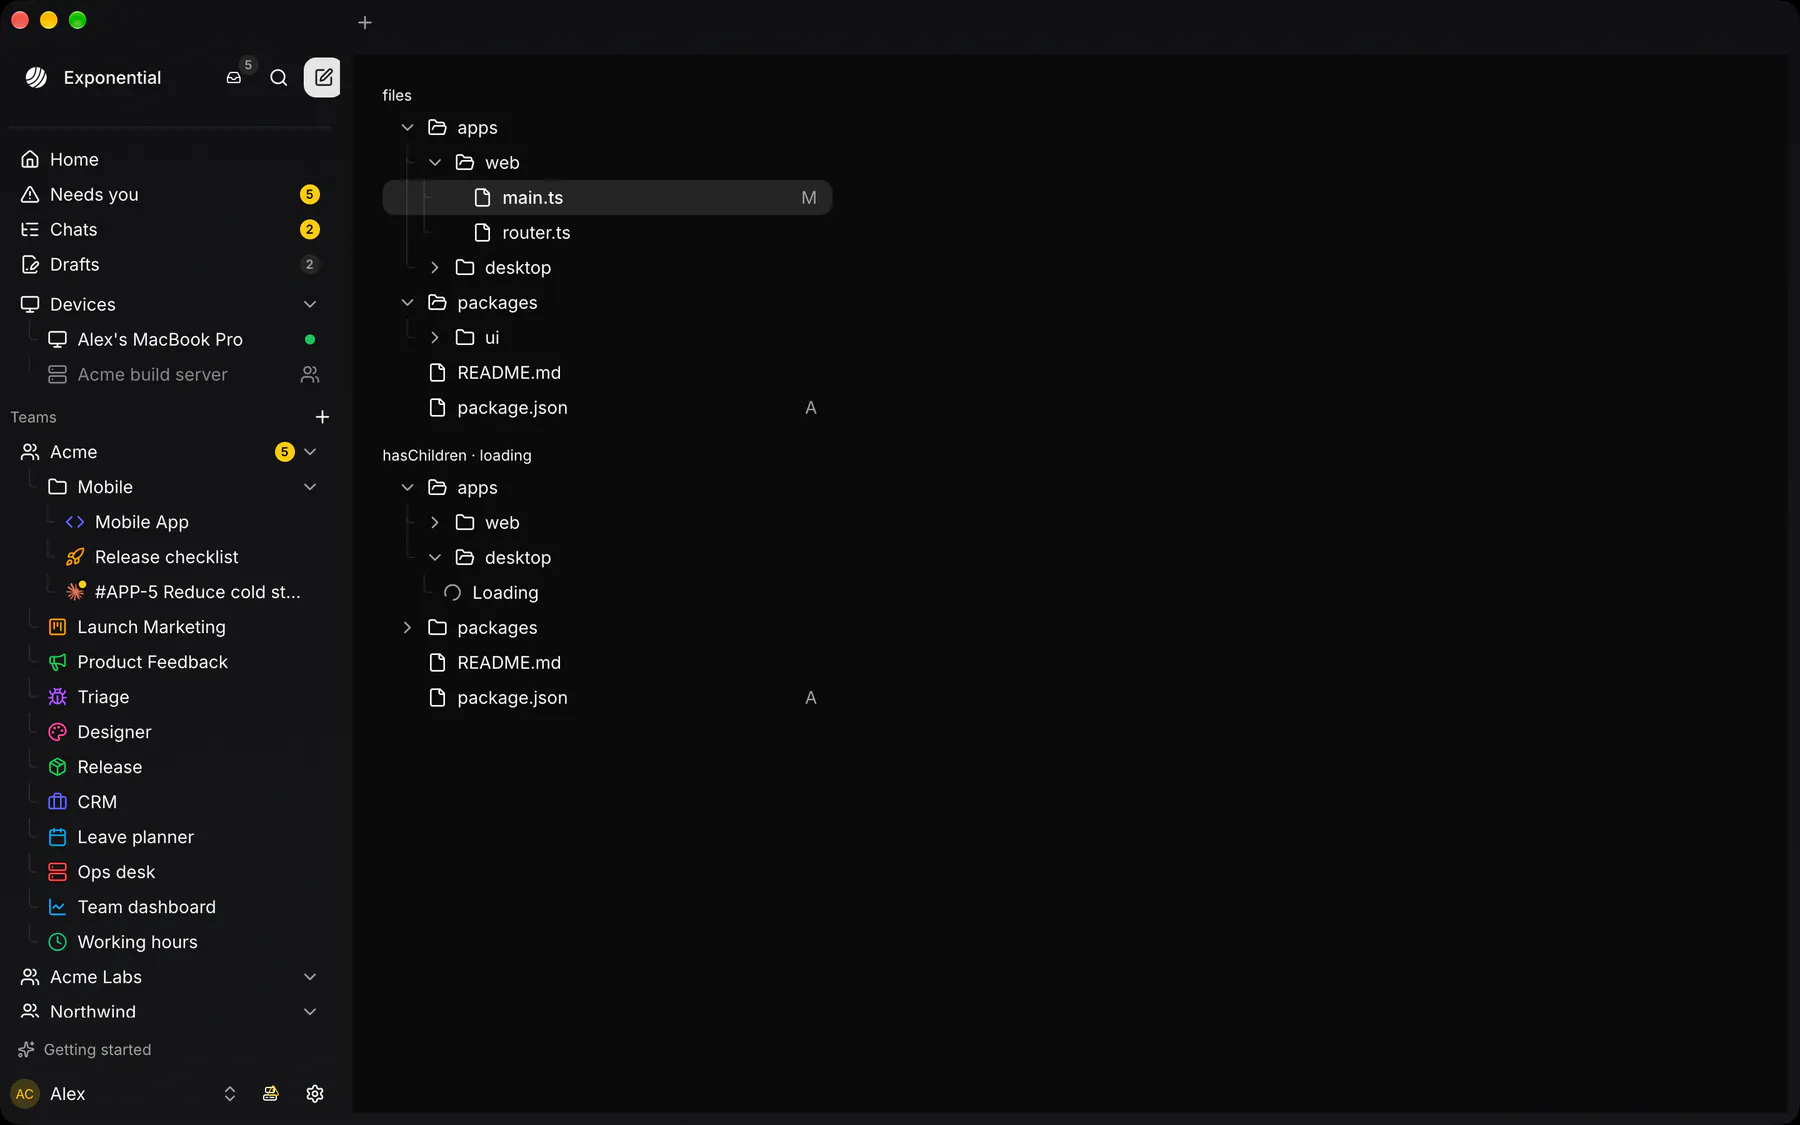 Exponential
5
Home
Needs you
5
Chats
2
Drafts
2
Devices
Alex's MacBook Pro
Acme build server
Teams
Acme
5
Mobile
Mobile App
Release checklist
#APP-5 Reduce cold st...
Launch Marketing
Product Feedback
Triage
Designer
Release
CRM
Leave planner
Ops desk
Team dashboard
Working hours
Acme Labs
Northwind
Getting started
AC
Alex
files
apps
web
main.ts M
router.ts
desktop
packages
ui
README.md
package.json A
hasChildren · loading
apps
web
desktop
Loading
packages
README.md
package.json A